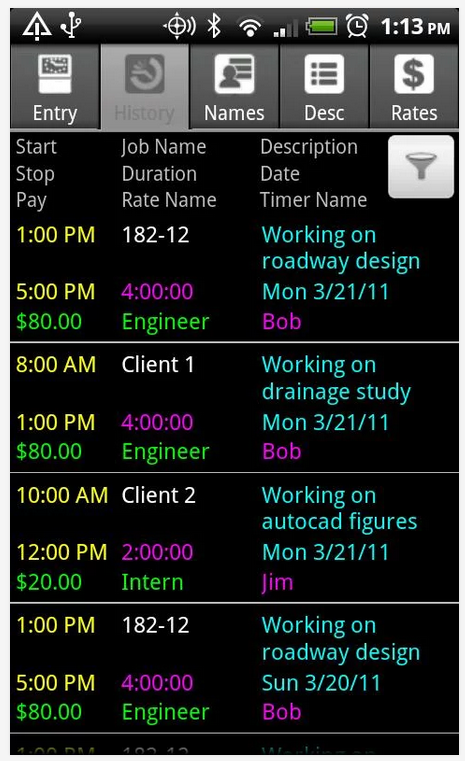 1:13 PM
Entry History Names Desc Rates
Start Job Name Description
Stop Duration Date
Pay Rate Name Timer Name
1:00 PM 182-12 Working on
roadway design
5:00 PM 4:00:00 Mon 3/21/11
$80.00 Engineer Bob
8:00 AM Client 1 Working on
drainage study
1:00 PM 4:00:00 Mon 3/21/11
$80.00 Engineer Bob
10:00 AM Client 2 Working on
autocad figures
12:00 PM 2:00:00 Mon 3/21/11
$20.00 Intern Jim
1:00 PM 182-12 Working on
roadway design
5:00 PM 4:00:00 Sun 3/20/11
$80.00 Engineer Bob